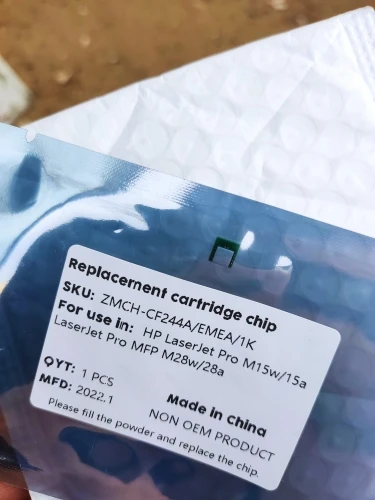 Replacement cartridge chip
SKU: ZMCH-CF244A/EMEA/1K
For use in: HP LaserJet Pro M15w/15a
LaserJet Pro MFP M28w/28a
QYT: 1 PCS
MFD: 2022.1
Made in China
NON OEM PRODUCT
Please fill the powder and replace the chip.